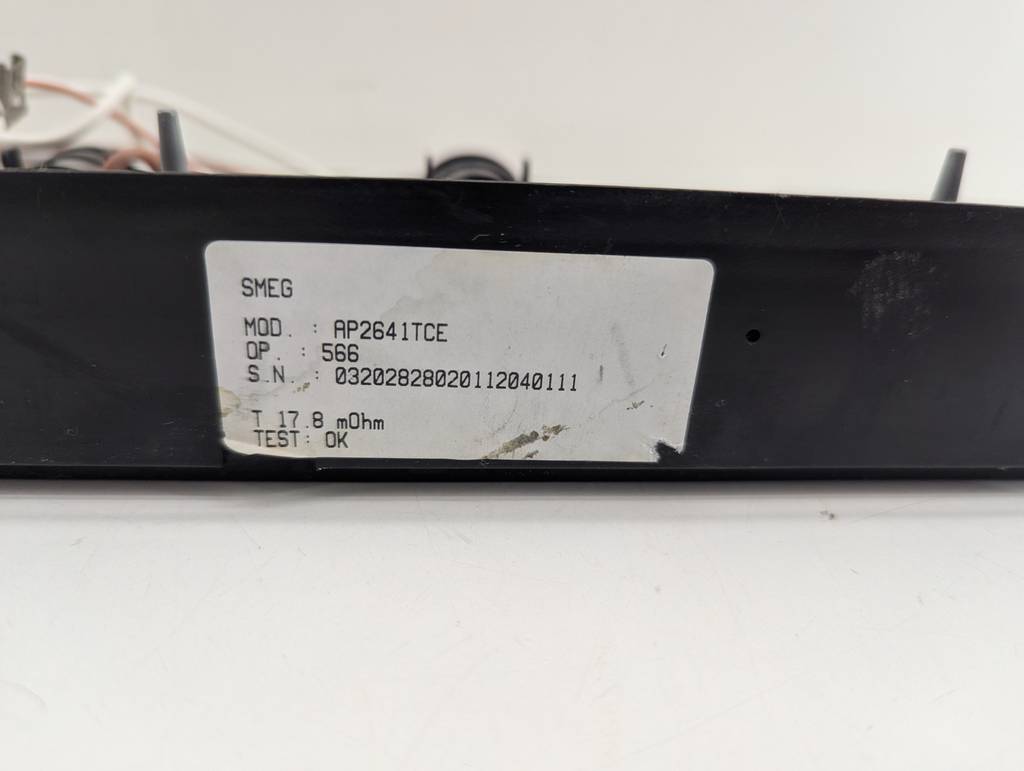 SMEG
MOD. : AP2641TCE
OP. : 566
S.N. : 03202828020112040111
T 17.8 mOhm
TEST: OK